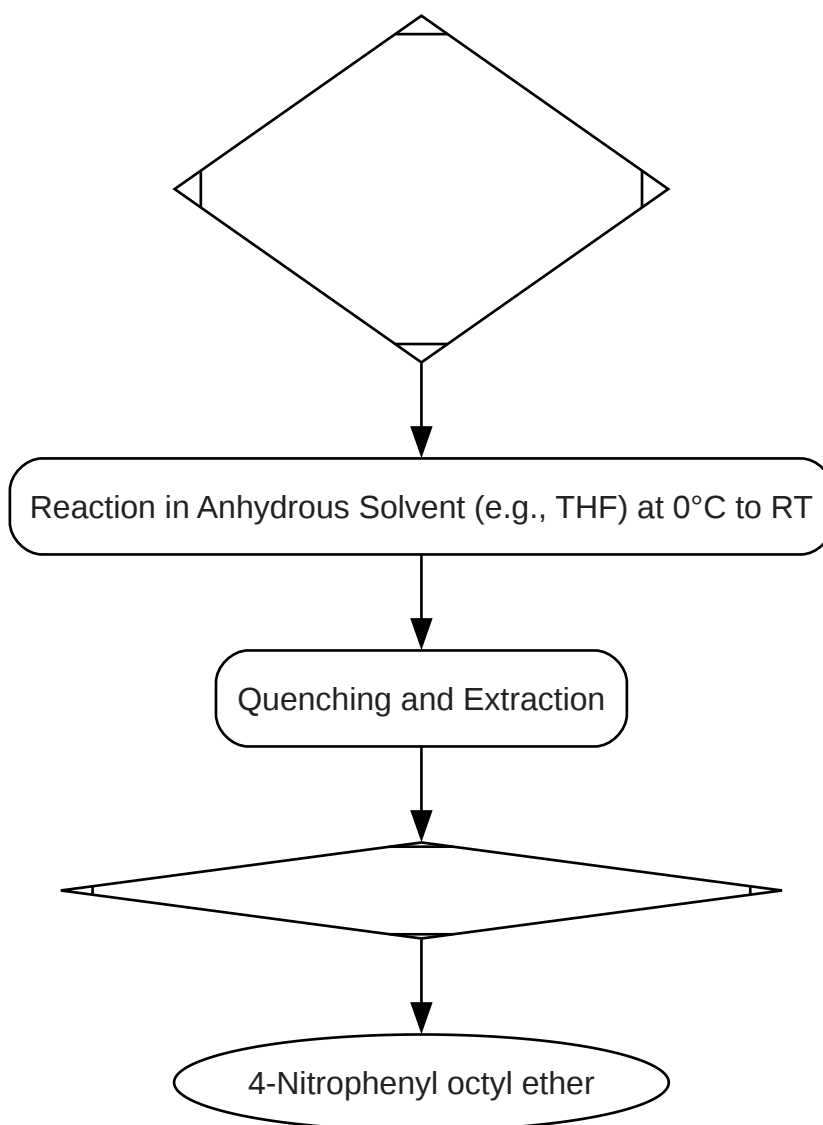 Reaction in Anhydrous Solvent (e.g., THF) at 0°C to RT
Quenching and Extraction
4-Nitrophenyl octyl ether